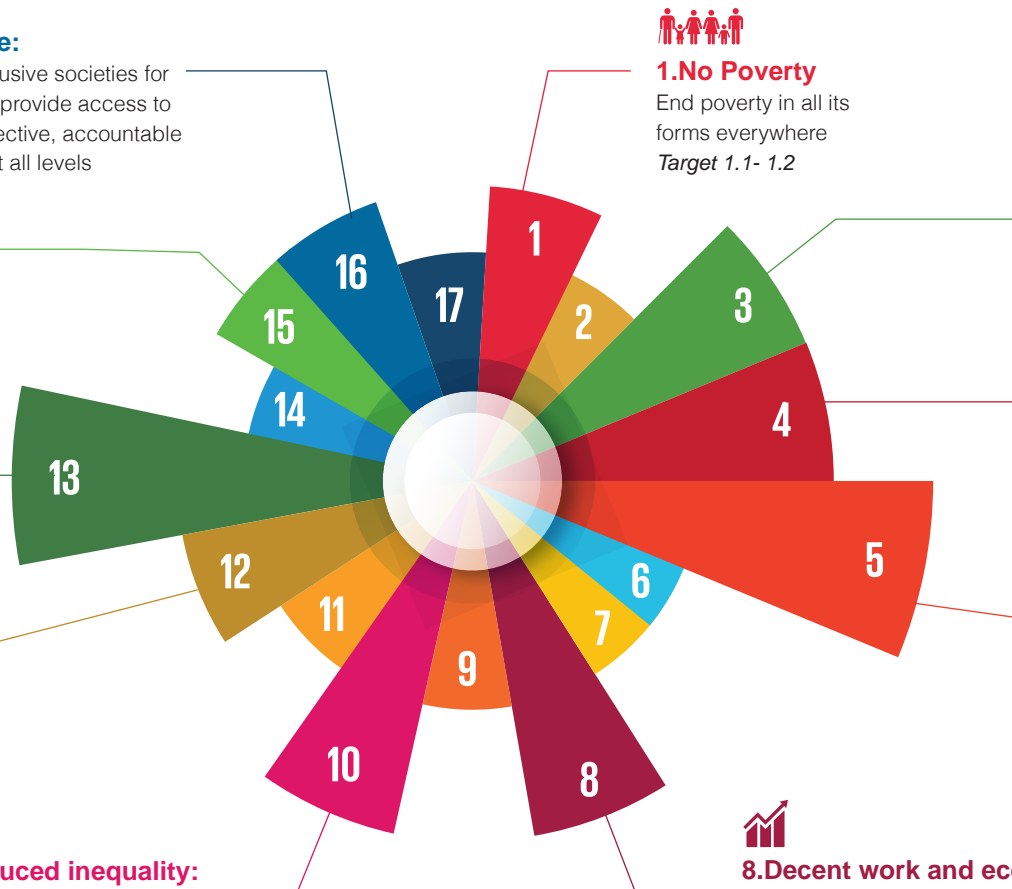 e:
usive societies for
provide access to
ective, accountable
t all levels
1.No Poverty
End poverty in all its
forms everywhere
Target 1.1- 1.2
1
2
3
4
5
6
7
8
9
10
11
12
13
14
15
16
17
uced inequality:
8.Decent work and eco